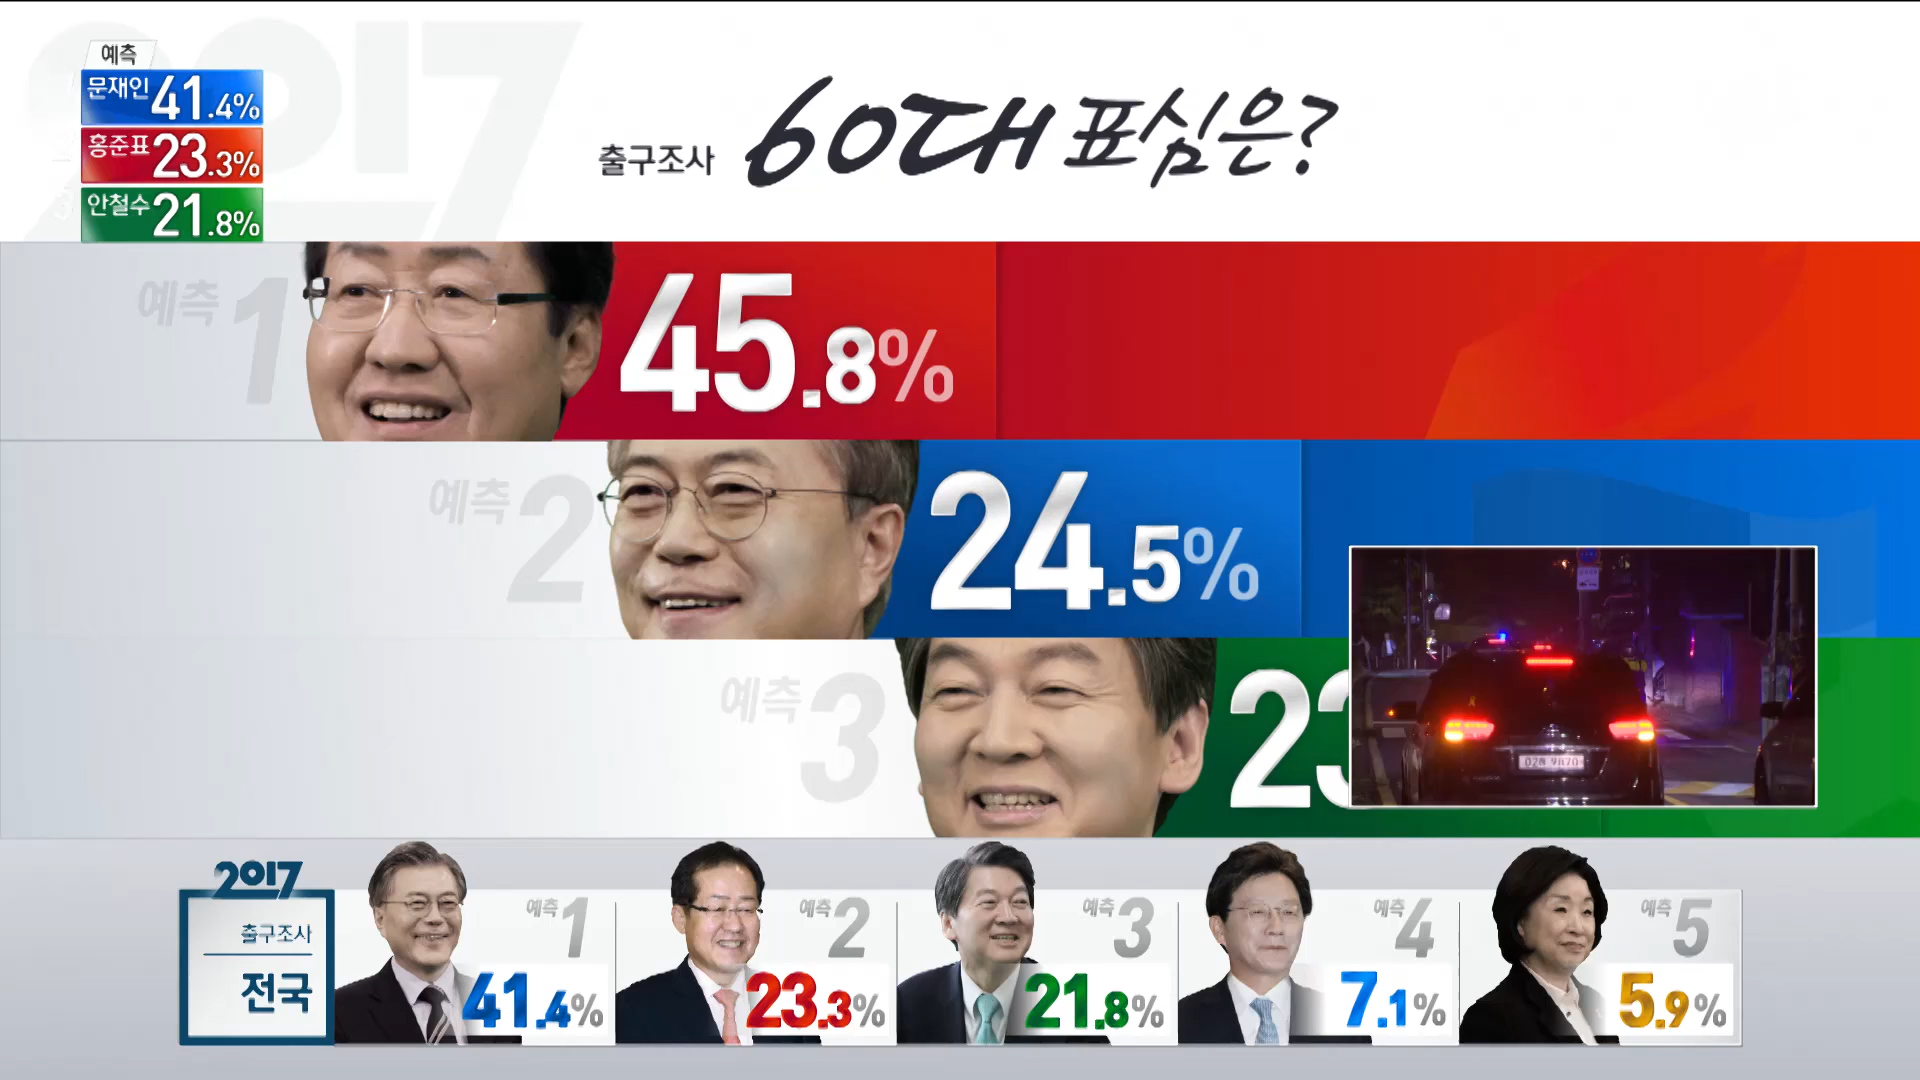 2017
예측
문재인 41.4%
홍준표 23.3%
안철수 21.8%
출구조사 60대 표심은?
예측 1
45.8%
예측 2
24.5%
예측 3
23
2017
출구조사
전국
예측 1
41.4%
예측 2
23.3%
예측 3
21.8%
예측 4
7.1%
예측 5
5.9%